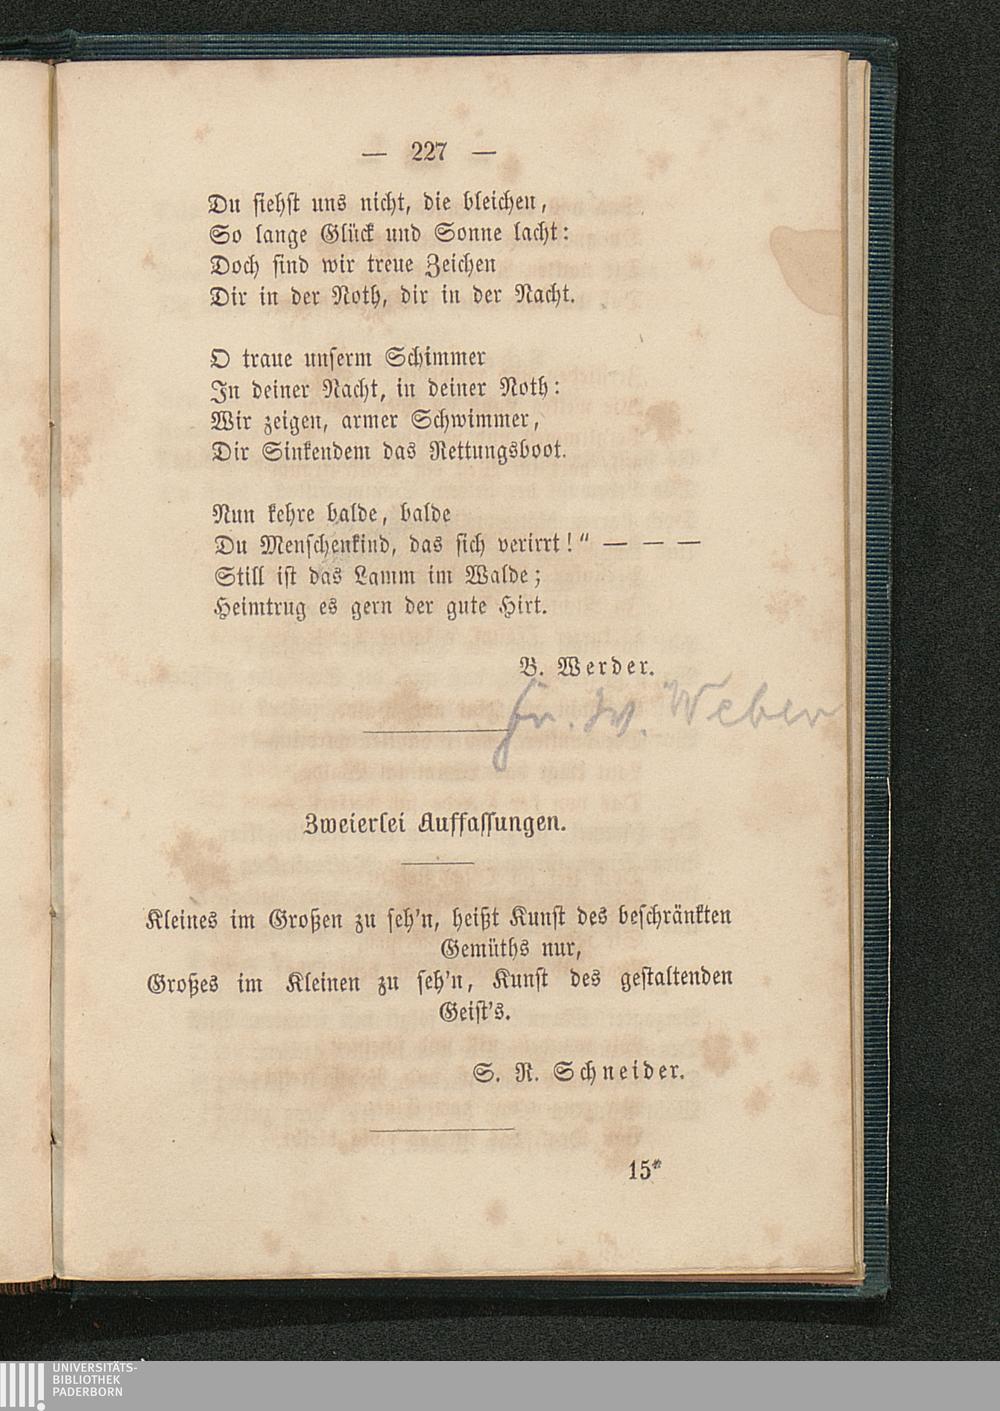 — 227 —
Du siehst uns nicht, die bleichen,
So lange Glück und Sonne lacht:
Doch sind wir treue Zeichen
Dir in der Noth, dir in der Nacht.
O traue unserm Schimmer
In deiner Nacht, in deiner Noth:
Wir zeigen, armer Schwimmer,
Dir Sinkendem das Rettungsboot.
Nun kehre balde, balde
Du Menschenkind, das sich verirrt!“ — — —
Still ist das Lamm im Walde;
Heimtrug es gern der gute Hirt.
B. Werder.
Fr. W. Weber
Zweierlei Auffassungen.
Kleines im Großen zu seh'n, heißt Kunst des beschränkten
Gemüths nur,
Großes im Kleinen zu seh'n, Kunst des gestaltenden
Geist's.
S. R. Schneider.
15*
UNIVERSITÄTS-
BIBLIOTHEK
PADERBORN